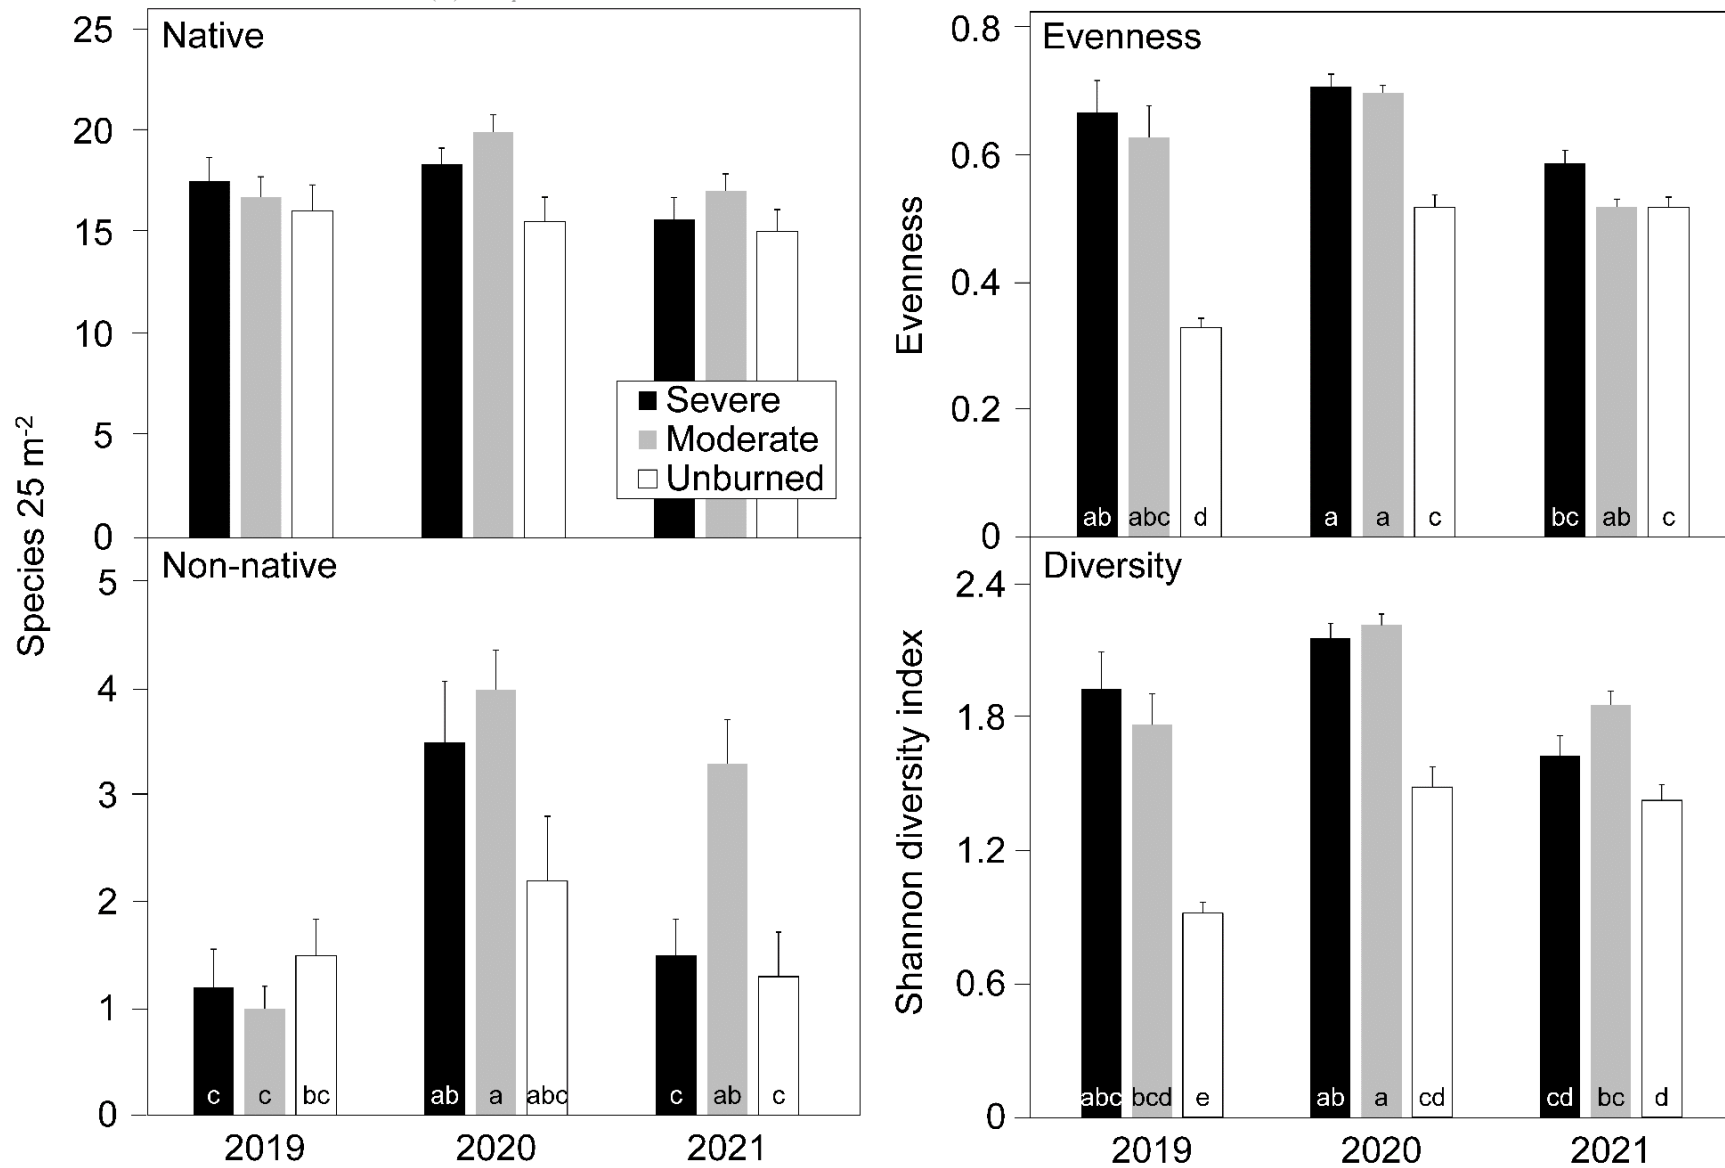 Native
25
20
15
10
5
0
Severe
Moderate
Unburned
Species 25 m-2
Non-native
5
4
3
2
1
0
c c bc ab a abc c ab c
2019 2020 2021
Evenness
0.8
0.6
0.4
0.2
0
Evenness
ab abc d a a c bc ab c
Diversity
2.4
1.8
1.2
0.6
0
Shannon diversity index
abc bcd e ab a cd cd bc d
2019 2020 2021